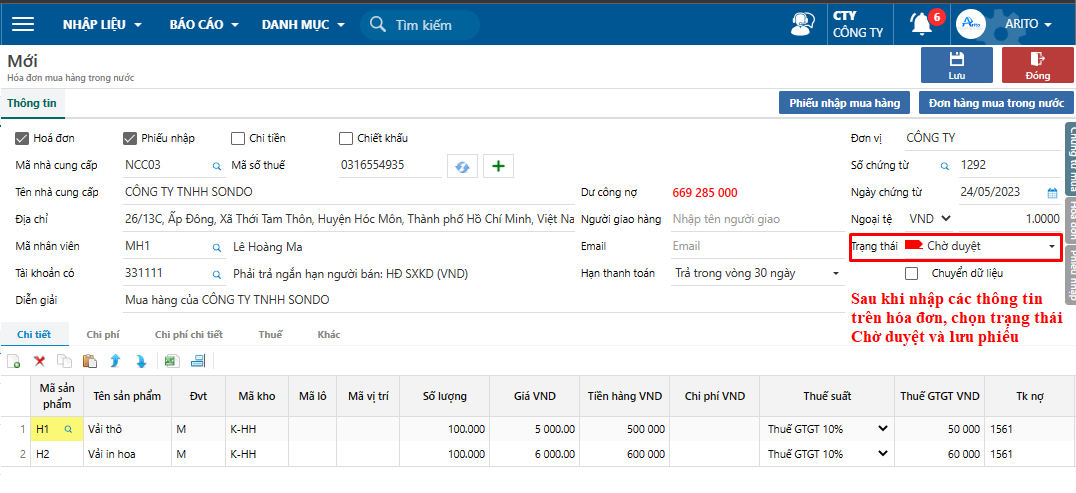 NHẬP LIỆU BÁO CÁO DANH MỤC Tìm kiếm CTY CÔNG TY 6 Arito ARITO
Mới
Hóa đơn mua hàng trong nước
Lưu Đóng
Thông tin Phiếu nhập mua hàng Đơn hàng mua trong nước
Hoá đơn Phiếu nhập Chi tiền Chiết khấu Đơn vị CÔNG TY
Mã nhà cung cấp NCC03 Mã số thuế 0316554935 Số chứng từ 1292
Tên nhà cung cấp CÔNG TY TNHH SONDO Dư công nợ 669 285 000 Ngày chứng từ 24/05/2023
Địa chỉ 26/13C, Ấp Đông, Xã Thới Tam Thôn, Huyện Hóc Môn, Thành phố Hồ Chí Minh, Việt Na Người giao hàng Nhập tên người giao Ngoại tệ VND 1.0000
Mã nhân viên MH1 Lê Hoàng Ma Email Email Trạng thái Chờ duyệt
Tài khoản có 331111 Phải trả ngắn hạn người bán: HĐ SXKD (VND) Hạn thanh toán Trả trong vòng 30 ngày Chuyển dữ liệu
Diễn giải Mua hàng của CÔNG TY TNHH SONDO
Sau khi nhập các thông tin
trên hóa đơn, chọn trạng thái
Chờ duyệt và lưu phiếu
Chứng từ mua
Hoá đơn
Phiếu nhập
Chi tiết Chi phí Chi phí chi tiết Thuế Khác
Mã sản phẩm Tên sản phẩm Đvt Mã kho Mã lô Mã vị trí Số lượng Giá VND Tiền hàng VND Chi phí VND Thuế suất Thuế GTGT VND Tk nợ
1 H1 Vải thô M K-HH 100.000 5 000.00 500 000 Thuế GTGT 10% 50 000 1561
2 H2 Vải in hoa M K-HH 100.000 6 000.00 600 000 Thuế GTGT 10% 60 000 1561